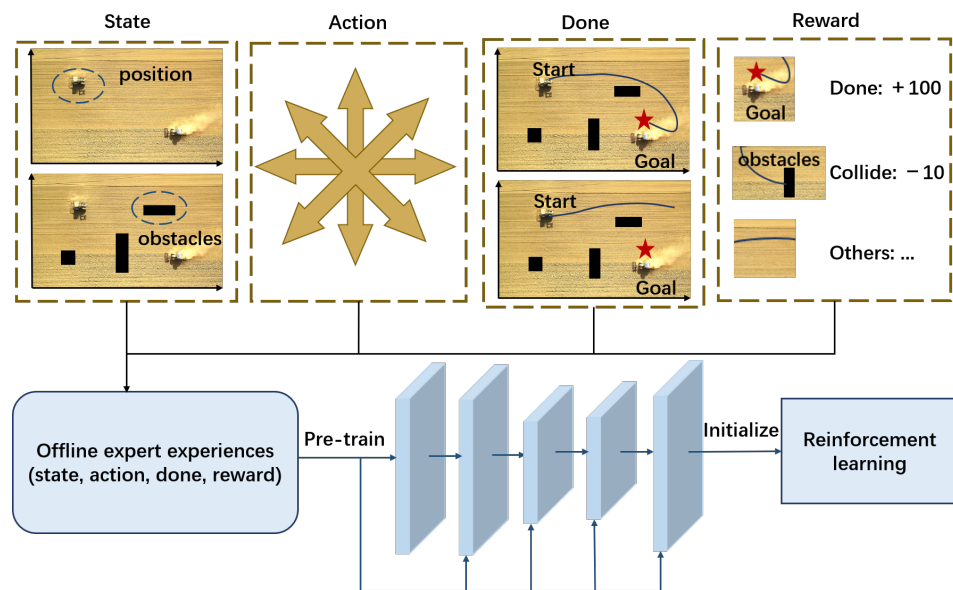 State
Action
Done
Reward
position
obstacles
Start
Goal
Start
Goal
Goal
Done: +100
obstacles
Collide: -10
Others: ...
Offline expert experiences
(state, action, done, reward)
Pre-train
Initialize
Reinforcement
learning